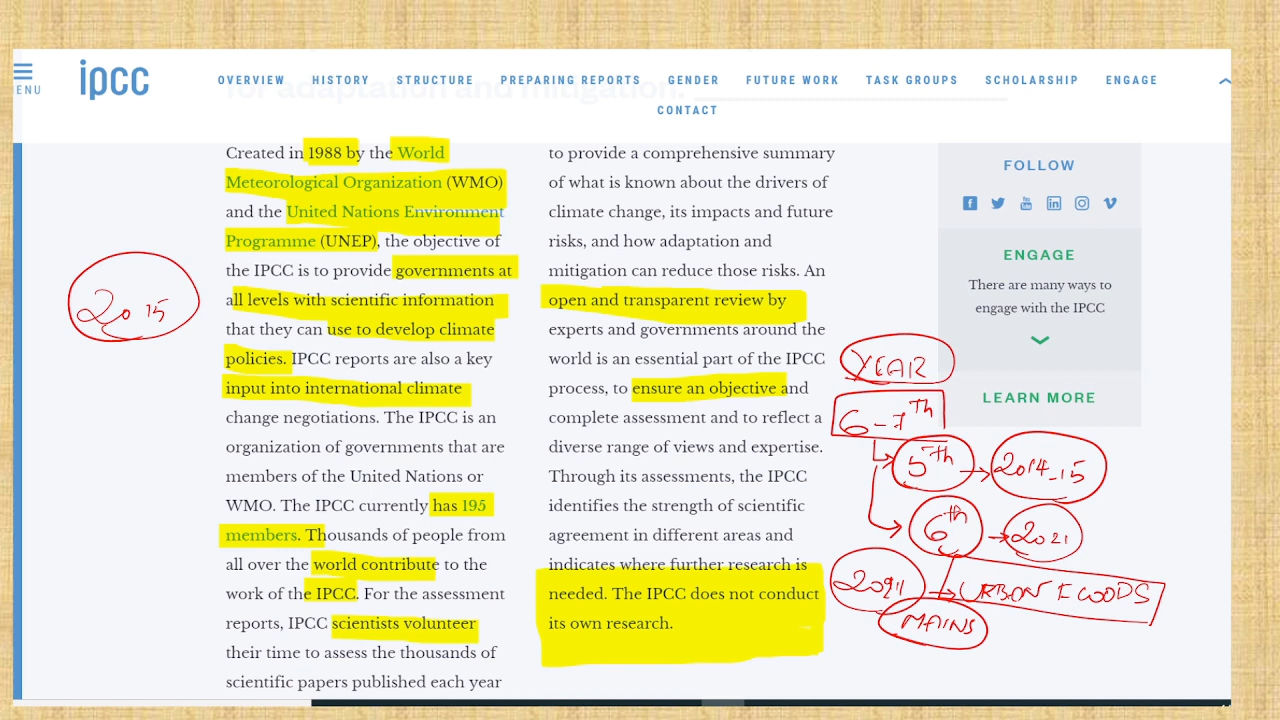 ENU
ipcc
OVERVIEW HISTORY STRUCTURE PREPARING REPORTS GENDER FUTURE WORK TASK GROUPS SCHOLARSHIP ENGAGE
CONTACT
for adaptation and mitigation.
Created in 1988 by the World
Meteorological Organization (WMO)
and the United Nations Environment
Programme (UNEP), the objective of
the IPCC is to provide governments at
all levels with scientific information
that they can use to develop climate
policies. IPCC reports are also a key
input into international climate
change negotiations. The IPCC is an
organization of governments that are
members of the United Nations or
WMO. The IPCC currently has 195
members. Thousands of people from
all over the world contribute to the
work of the IPCC. For the assessment
reports, IPCC scientists volunteer
their time to assess the thousands of
scientific papers published each year
to provide a comprehensive summary
of what is known about the drivers of
climate change, its impacts and future
risks, and how adaptation and
mitigation can reduce those risks. An
open and transparent review by
experts and governments around the
world is an essential part of the IPCC
process, to ensure an objective and
complete assessment and to reflect a
diverse range of views and expertise.
Through its assessments, the IPCC
identifies the strength of scientific
agreement in different areas and
indicates where further research is
needed. The IPCC does not conduct
its own research.
FOLLOW
ENGAGE
There are many ways to
engage with the IPCC
LEARN MORE
2015
YEAR
6-7th
5th → 2014-15
6th → 2021
URBAN FLOODS
MAINS